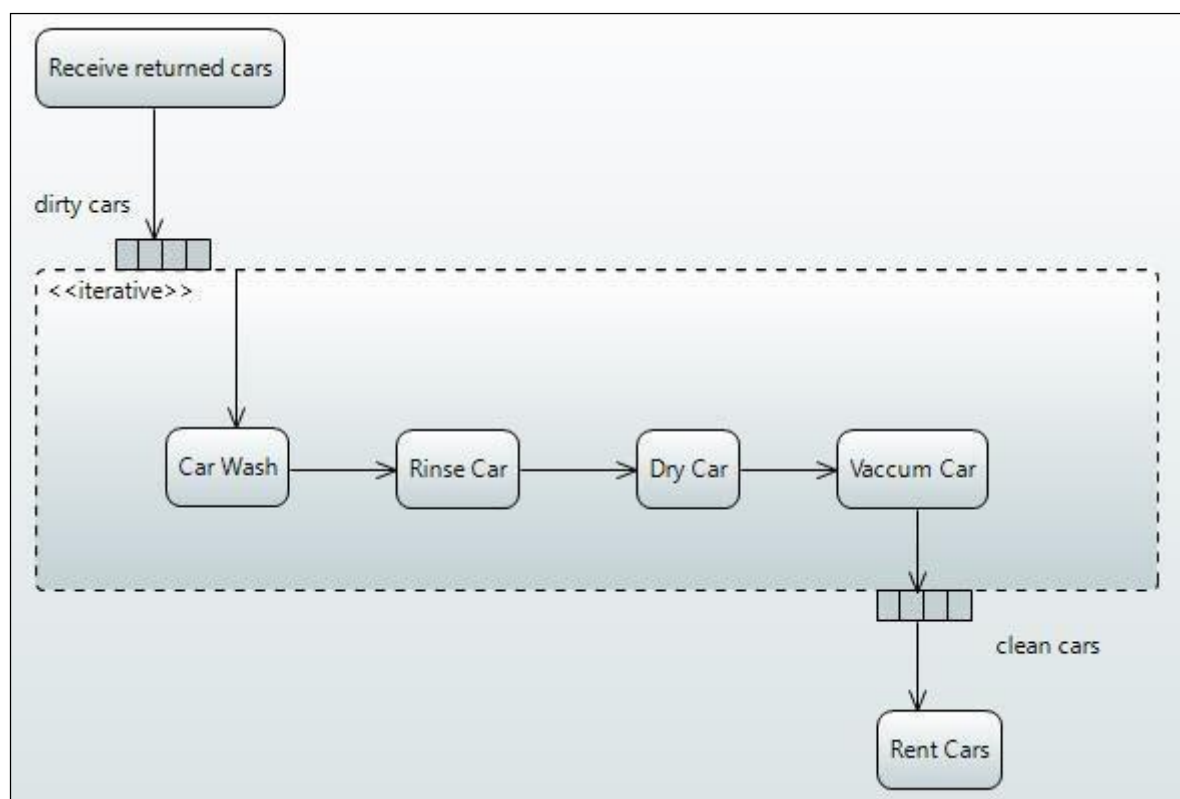 Receive returned cars
dirty cars
<<iterative>>
Car Wash
Rinse Car
Dry Car
Vaccum Car
clean cars
Rent Cars